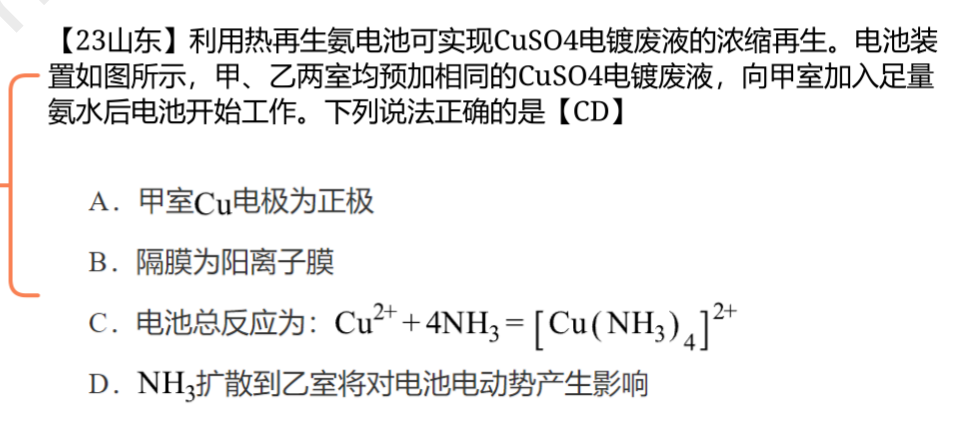 【23山东】利用热再生氨电池可实现CuSO4电镀废液的浓缩再生。电池装
置如图所示，甲、乙两室均预加相同的CuSO4电镀废液，向甲室加入足量
氨水后电池开始工作。下列说法正确的是【CD】
A．甲室Cu电极为正极
B．隔膜为阳离子膜
C．电池总反应为：Cu²⁺+4NH₃=[Cu(NH₃)₄]²⁺
D．NH₃扩散到乙室将对电池电动势产生影响